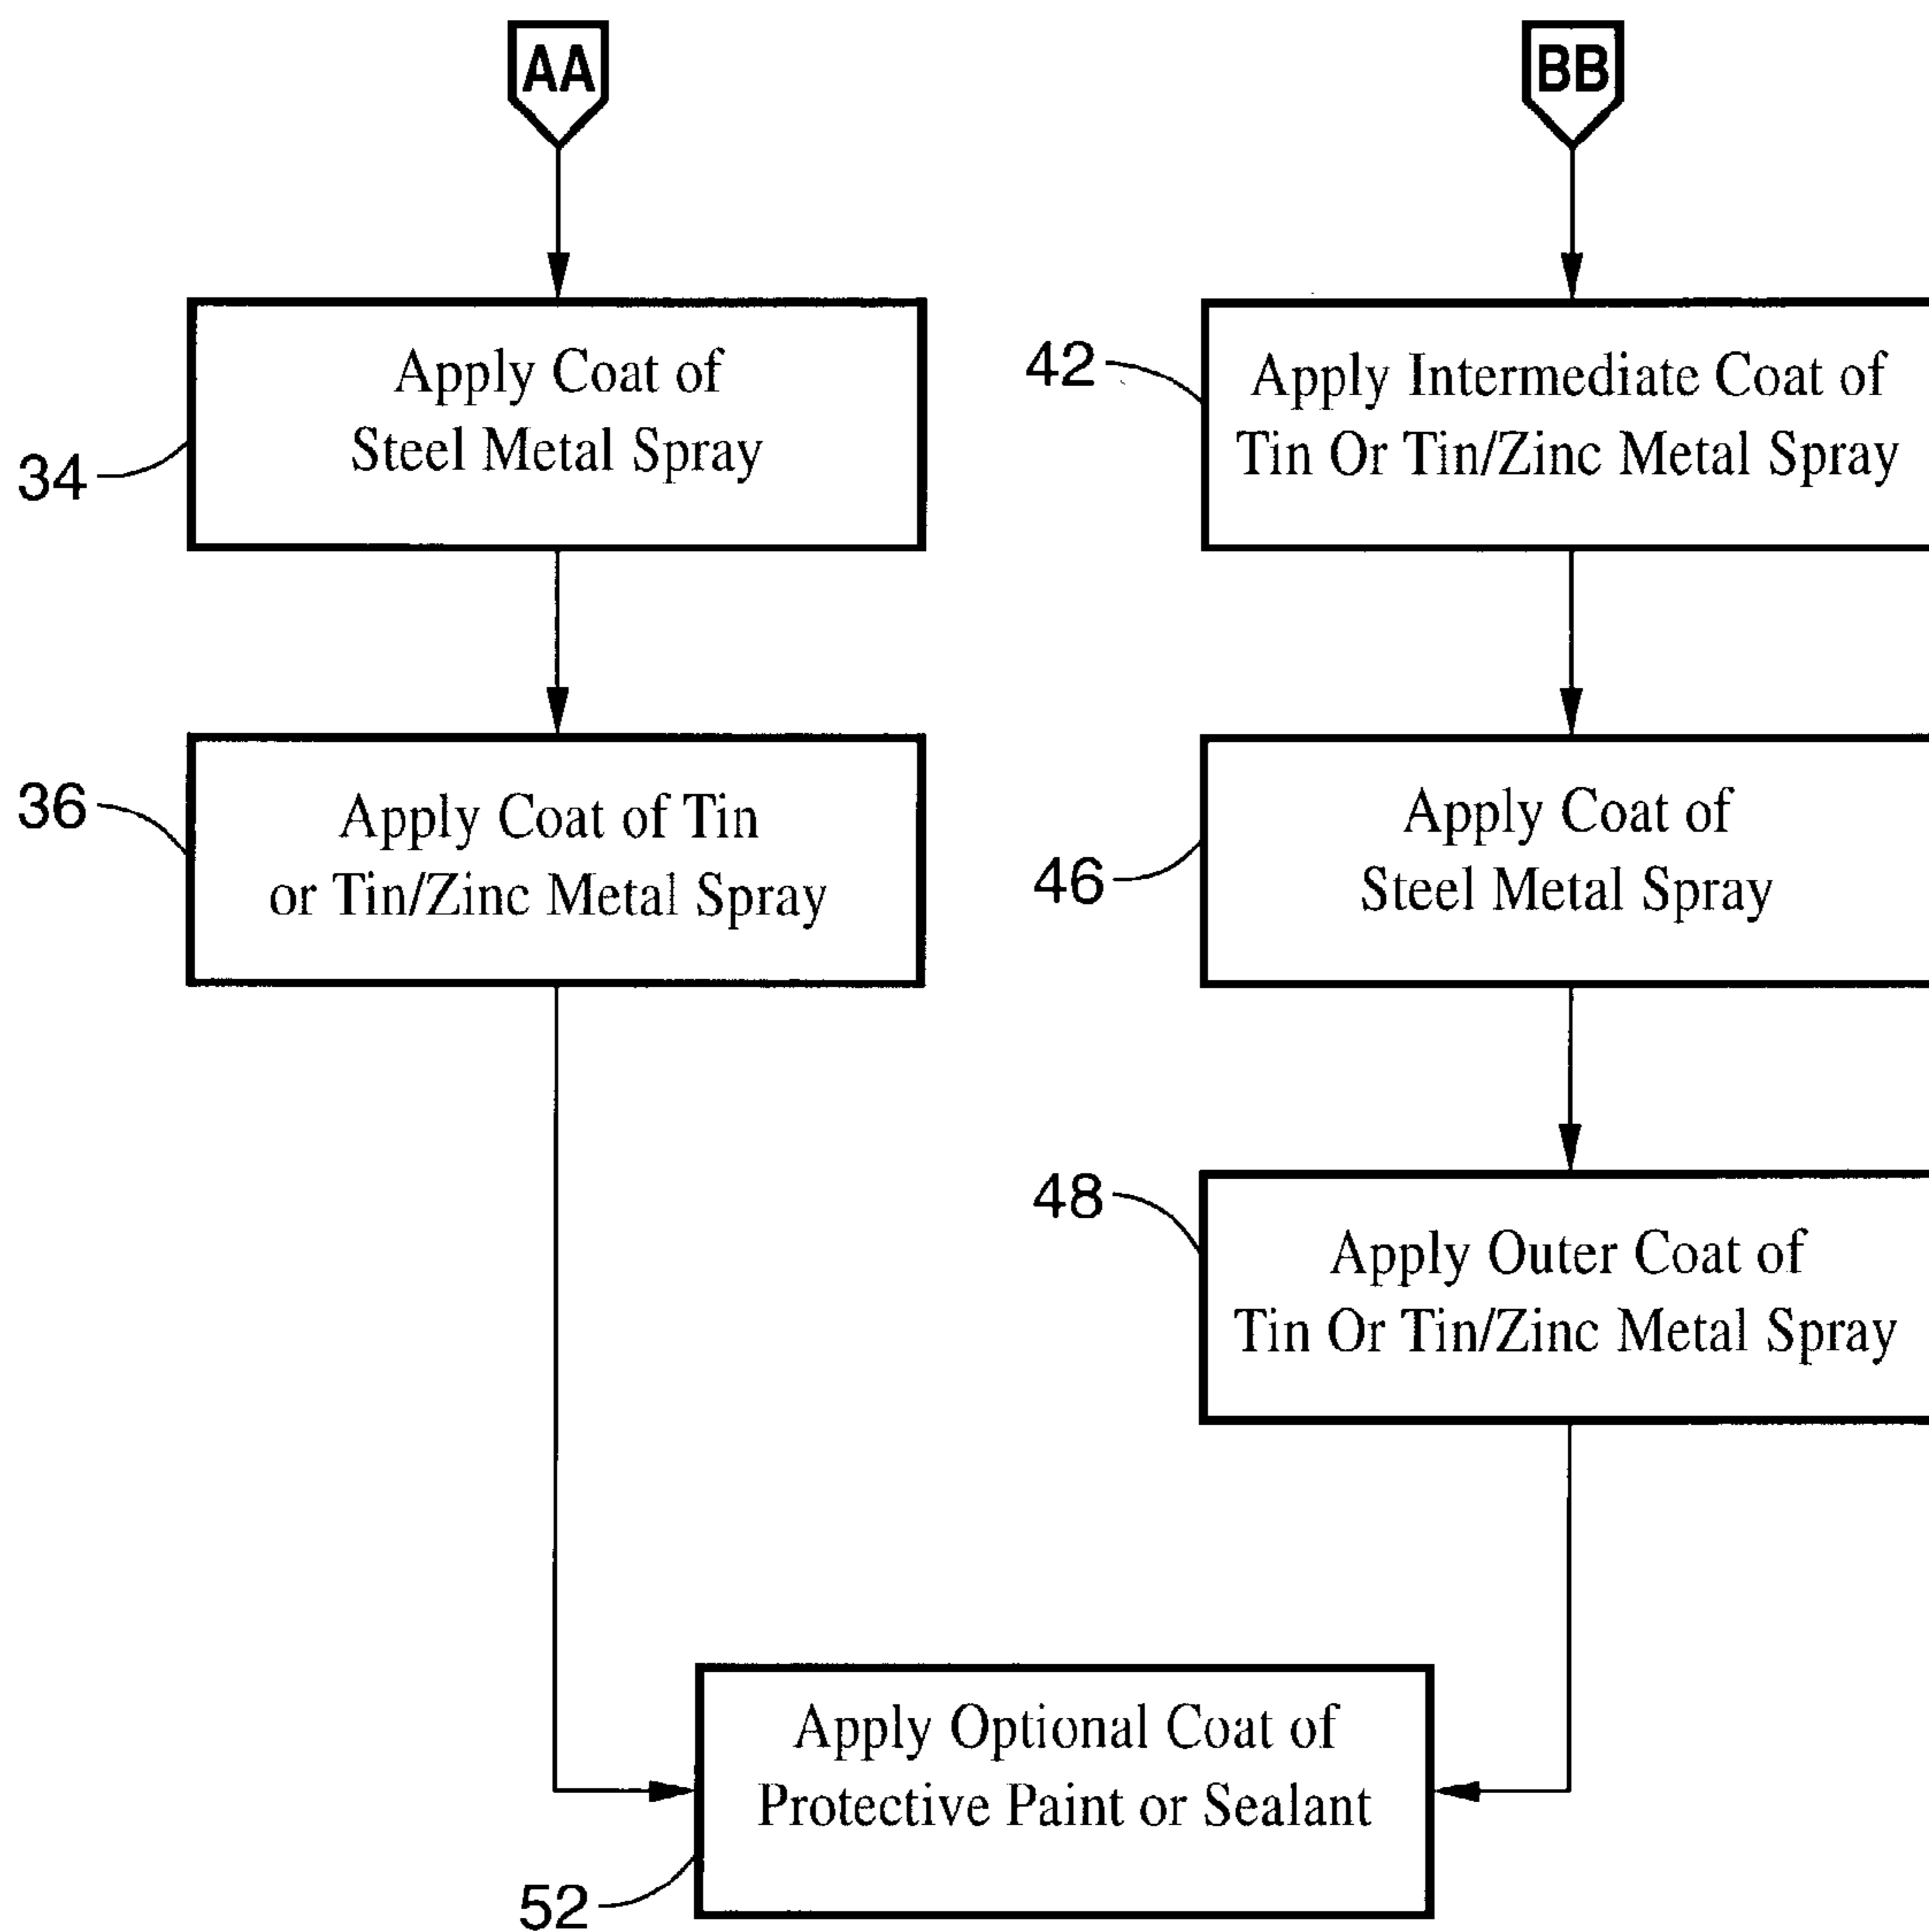 AA
BB
34
Apply Coat of
Steel Metal Spray
42
Apply Intermediate Coat of
Tin Or Tin/Zinc Metal Spray
36
Apply Coat of Tin
or Tin/Zinc Metal Spray
46
Apply Coat of
Steel Metal Spray
48
Apply Outer Coat of
Tin Or Tin/Zinc Metal Spray
Apply Optional Coat of
Protective Paint or Sealant
52